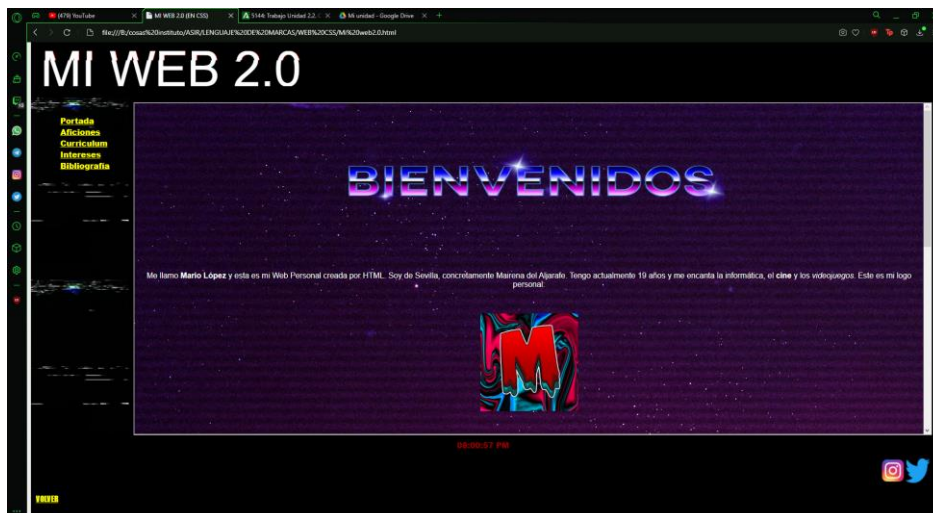 (478) YouTube
MI WEB 2.0 (EN CSS)
5144: Trabajo Unidad 2.2.
Mi unidad - Google Drive
file:///B:/cosas%20instituto/ASIR/LENGUAJE%20DE%20MARCAS/WEB%20CSS/Mi%20web2.0.html
MI WEB 2.0
Portada
Aficiones
Curriculum
Intereses
Bibliografía
BIENVENIDOS
Me llamo Mario López y esta es mi Web Personal creada por HTML. Soy de Sevilla, concretamente Mairena del Aljarafe. Tengo actualmente 19 años y me encanta la informática, el cine y los videojuegos. Este es mi logo
personal:
M
08:00:57 PM
VOLVER